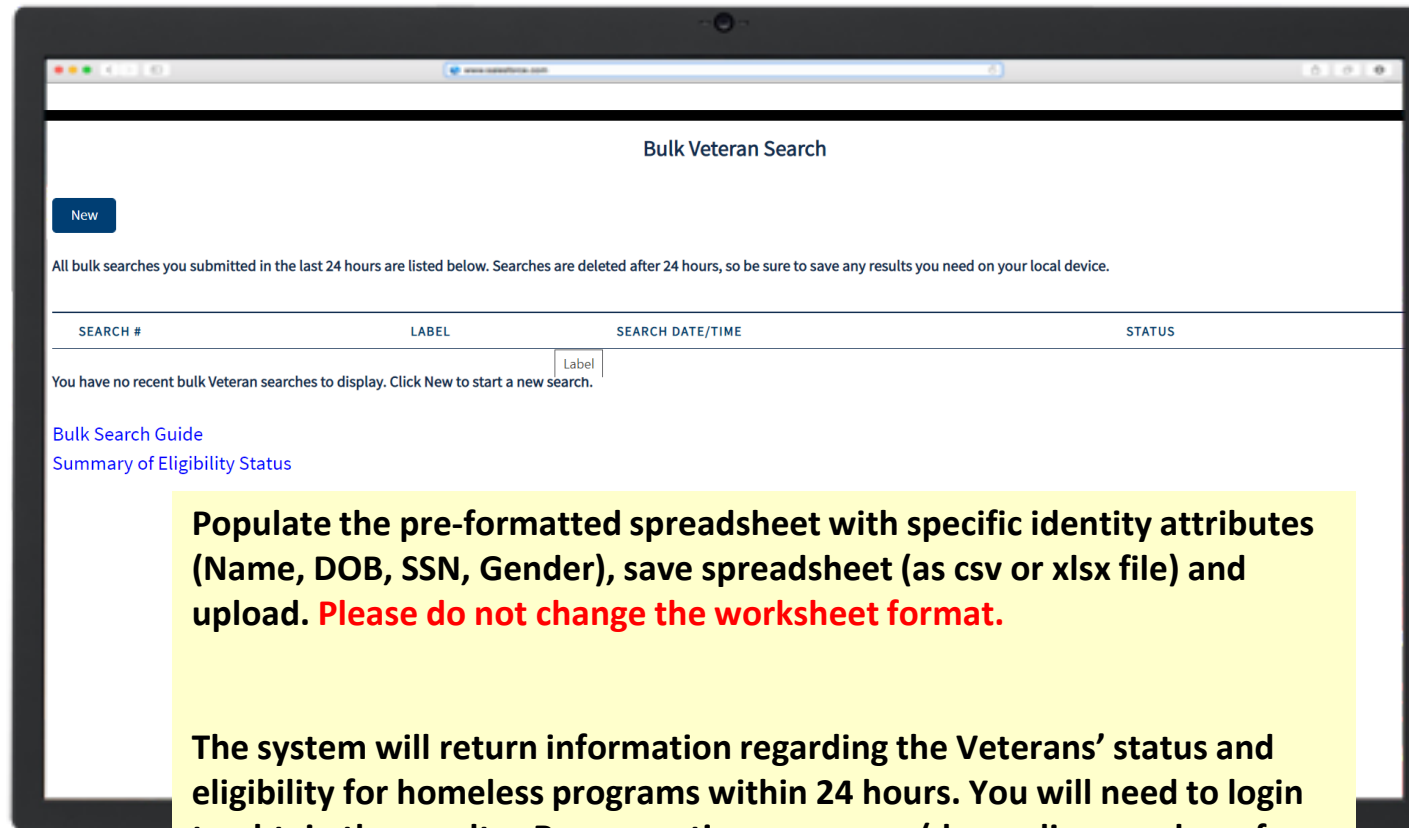 Bulk Veteran Search
New
All bulk searches you submitted in the last 24 hours are listed below. Searches are deleted after 24 hours, so be sure to save any results you need on your local device.
SEARCH # LABEL SEARCH DATE/TIME STATUS
Label
You have no recent bulk Veteran searches to display. Click New to start a new search.
Bulk Search Guide
Summary of Eligibility Status
Populate the pre-formatted spreadsheet with specific identity attributes
(Name, DOB, SSN, Gender), save spreadsheet (as csv or xlsx file) and
upload. Please do not change the worksheet format.
The system will return information regarding the Veterans’ status and
eligibility for homeless programs within 24 hours. You will need to login